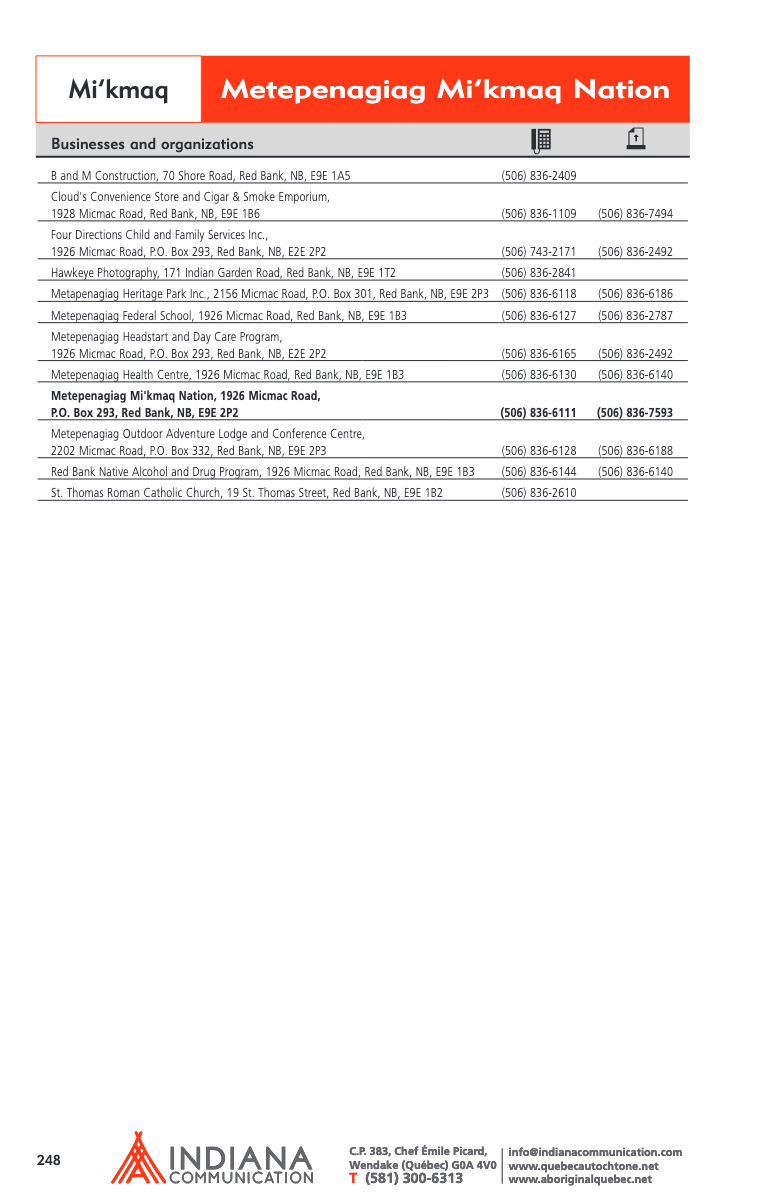 Mi’kmaq
Metepenagiag Mi’kmaq Nation
Businesses and organizations
B and M Construction, 70 Shore Road, Red Bank, NB, E9E 1A5 (506) 836-2409
Cloud's Convenience Store and Cigar & Smoke Emporium,
1928 Micmac Road, Red Bank, NB, E9E 1B6 (506) 836-1109 (506) 836-7494
Four Directions Child and Family Services Inc.,
1926 Micmac Road, P.O. Box 293, Red Bank, NB, E2E 2P2 (506) 743-2171 (506) 836-2492
Hawkeye Photography, 171 Indian Garden Road, Red Bank, NB, E9E 1T2 (506) 836-2841
Metapenagiag Heritage Park Inc., 2156 Micmac Road, P.O. Box 301, Red Bank, NB, E9E 2P3 (506) 836-6118 (506) 836-6186
Metepenagiag Federal School, 1926 Micmac Road, Red Bank, NB, E9E 1B3 (506) 836-6127 (506) 836-2787
Metepenagiag Headstart and Day Care Program,
1926 Micmac Road, P.O. Box 293, Red Bank, NB, E2E 2P2 (506) 836-6165 (506) 836-2492
Metepenagiag Health Centre, 1926 Micmac Road, Red Bank, NB, E9E 1B3 (506) 836-6130 (506) 836-6140
Metepenagiag Mi'kmaq Nation, 1926 Micmac Road,
P.O. Box 293, Red Bank, NB, E9E 2P2 (506) 836-6111 (506) 836-7593
Metepenagiag Outdoor Adventure Lodge and Conference Centre,
2202 Micmac Road, P.O. Box 332, Red Bank, NB, E9E 2P3 (506) 836-6128 (506) 836-6188
Red Bank Native Alcohol and Drug Program, 1926 Micmac Road, Red Bank, NB, E9E 1B3 (506) 836-6144 (506) 836-6140
St. Thomas Roman Catholic Church, 19 St. Thomas Street, Red Bank, NB, E9E 1B2 (506) 836-2610
248
INDIANA
COMMUNICATION
C.P. 383, Chef Émile Picard,
Wendake (Québec) G0A 4V0
T (581) 300-6313
info@indianacommunication.com
www.quebecautochtone.net
www.aboriginalquebec.net